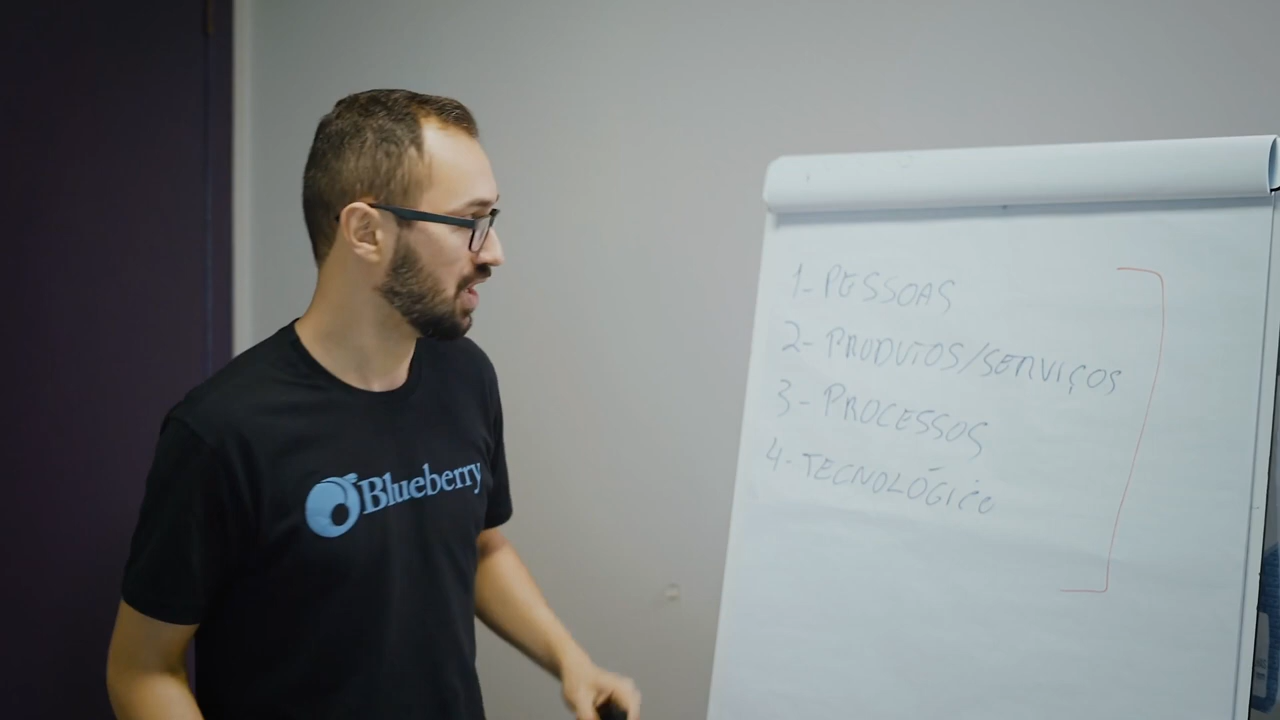 Blueberry
1- PESSOAS
2- PRODUTOS/SERVIÇOS
3- PROCESSOS
4- TECNOLÓGICO